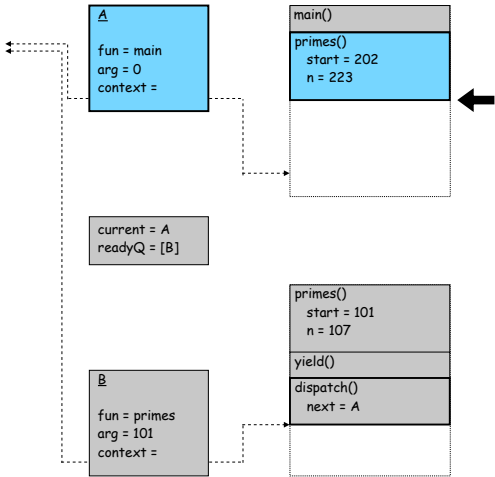 A
fun = main
arg = 0
context =
main()
primes()
start = 202
n = 223
current = A
readyQ = [B]
B
fun = primes
arg = 101
context =
primes()
start = 101
n = 107
yield()
dispatch()
next = A